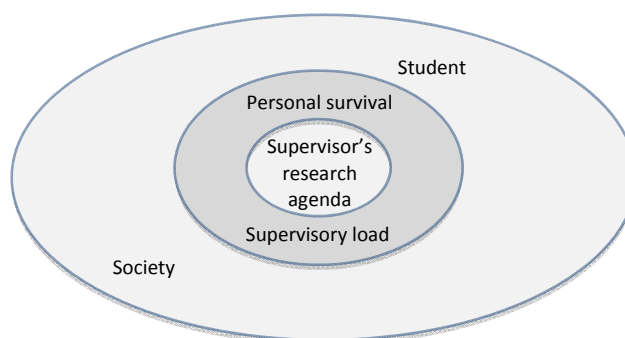 Student
Personal survival
Supervisor's
research
agenda
Supervisory load
Society